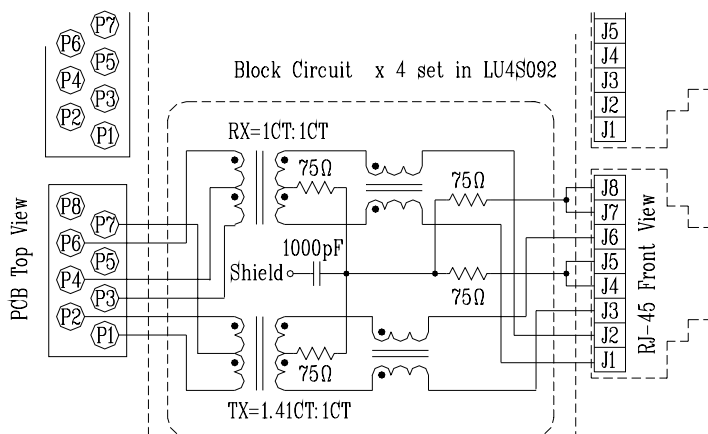 P7
P6
P5
P4
P3
P2
P1
Block Circuit x 4 set in LU4S092
J5
J4
J3
J2
J1
RX=1CT:1CT
75Ω
75Ω
PCB Top View
P8
P7
P6
P5
P4
P3
P2
P1
1000pF
Shield
75Ω
75Ω
TX=1.41CT:1CT
J8
J7
J6
J5
J4
J3
J2
J1
RJ-45 Front View